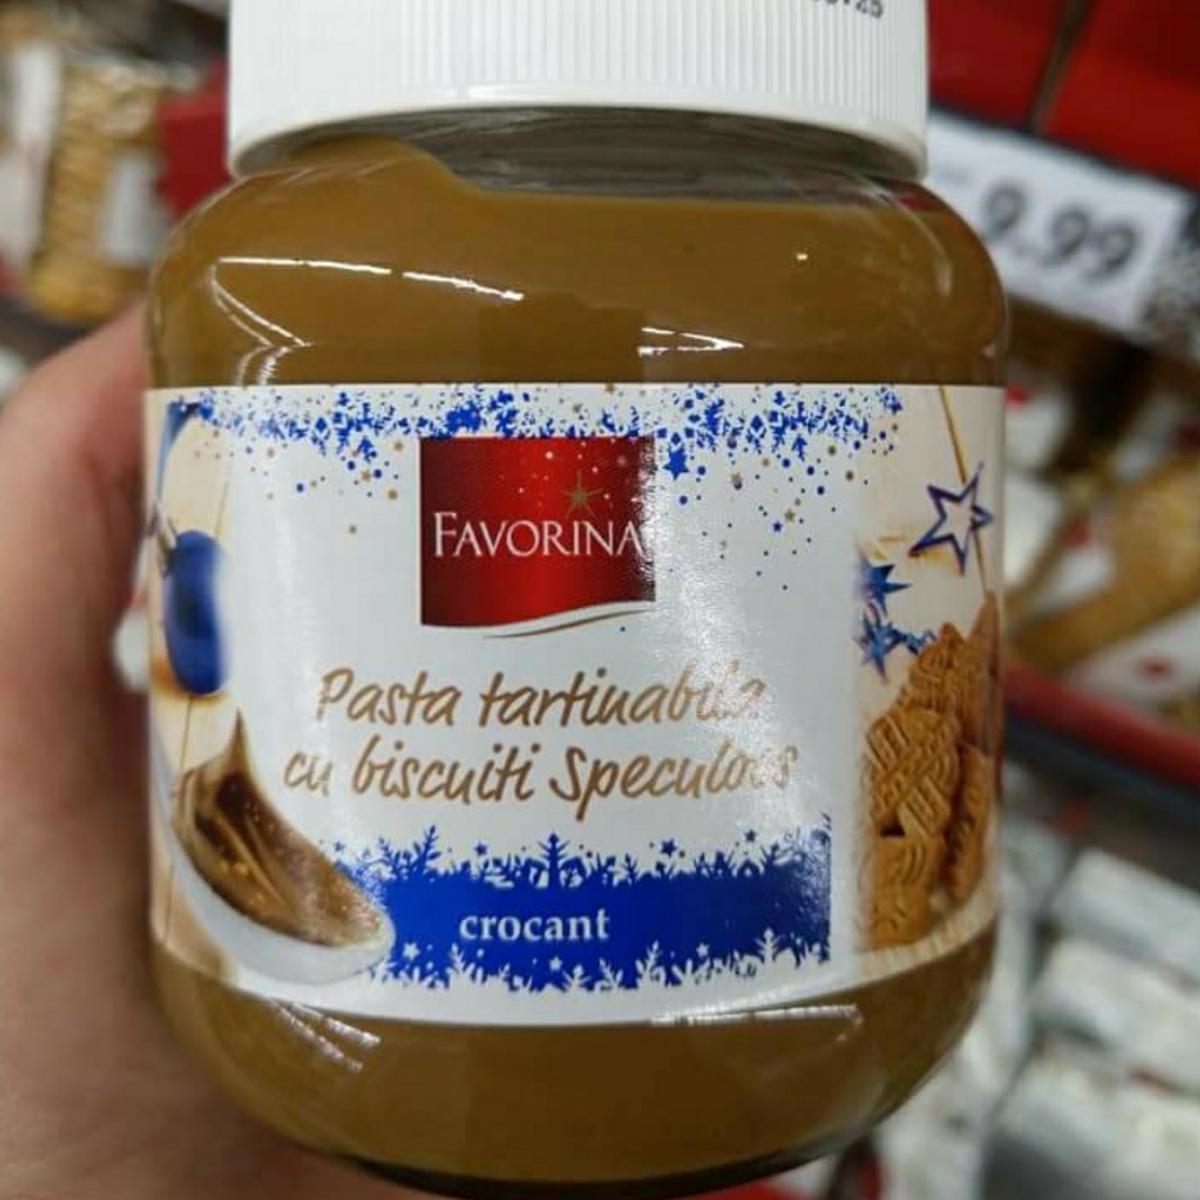 9.99
FAVORINA
Pasta tartinabila
cu biscuiti Speculoos
crocant